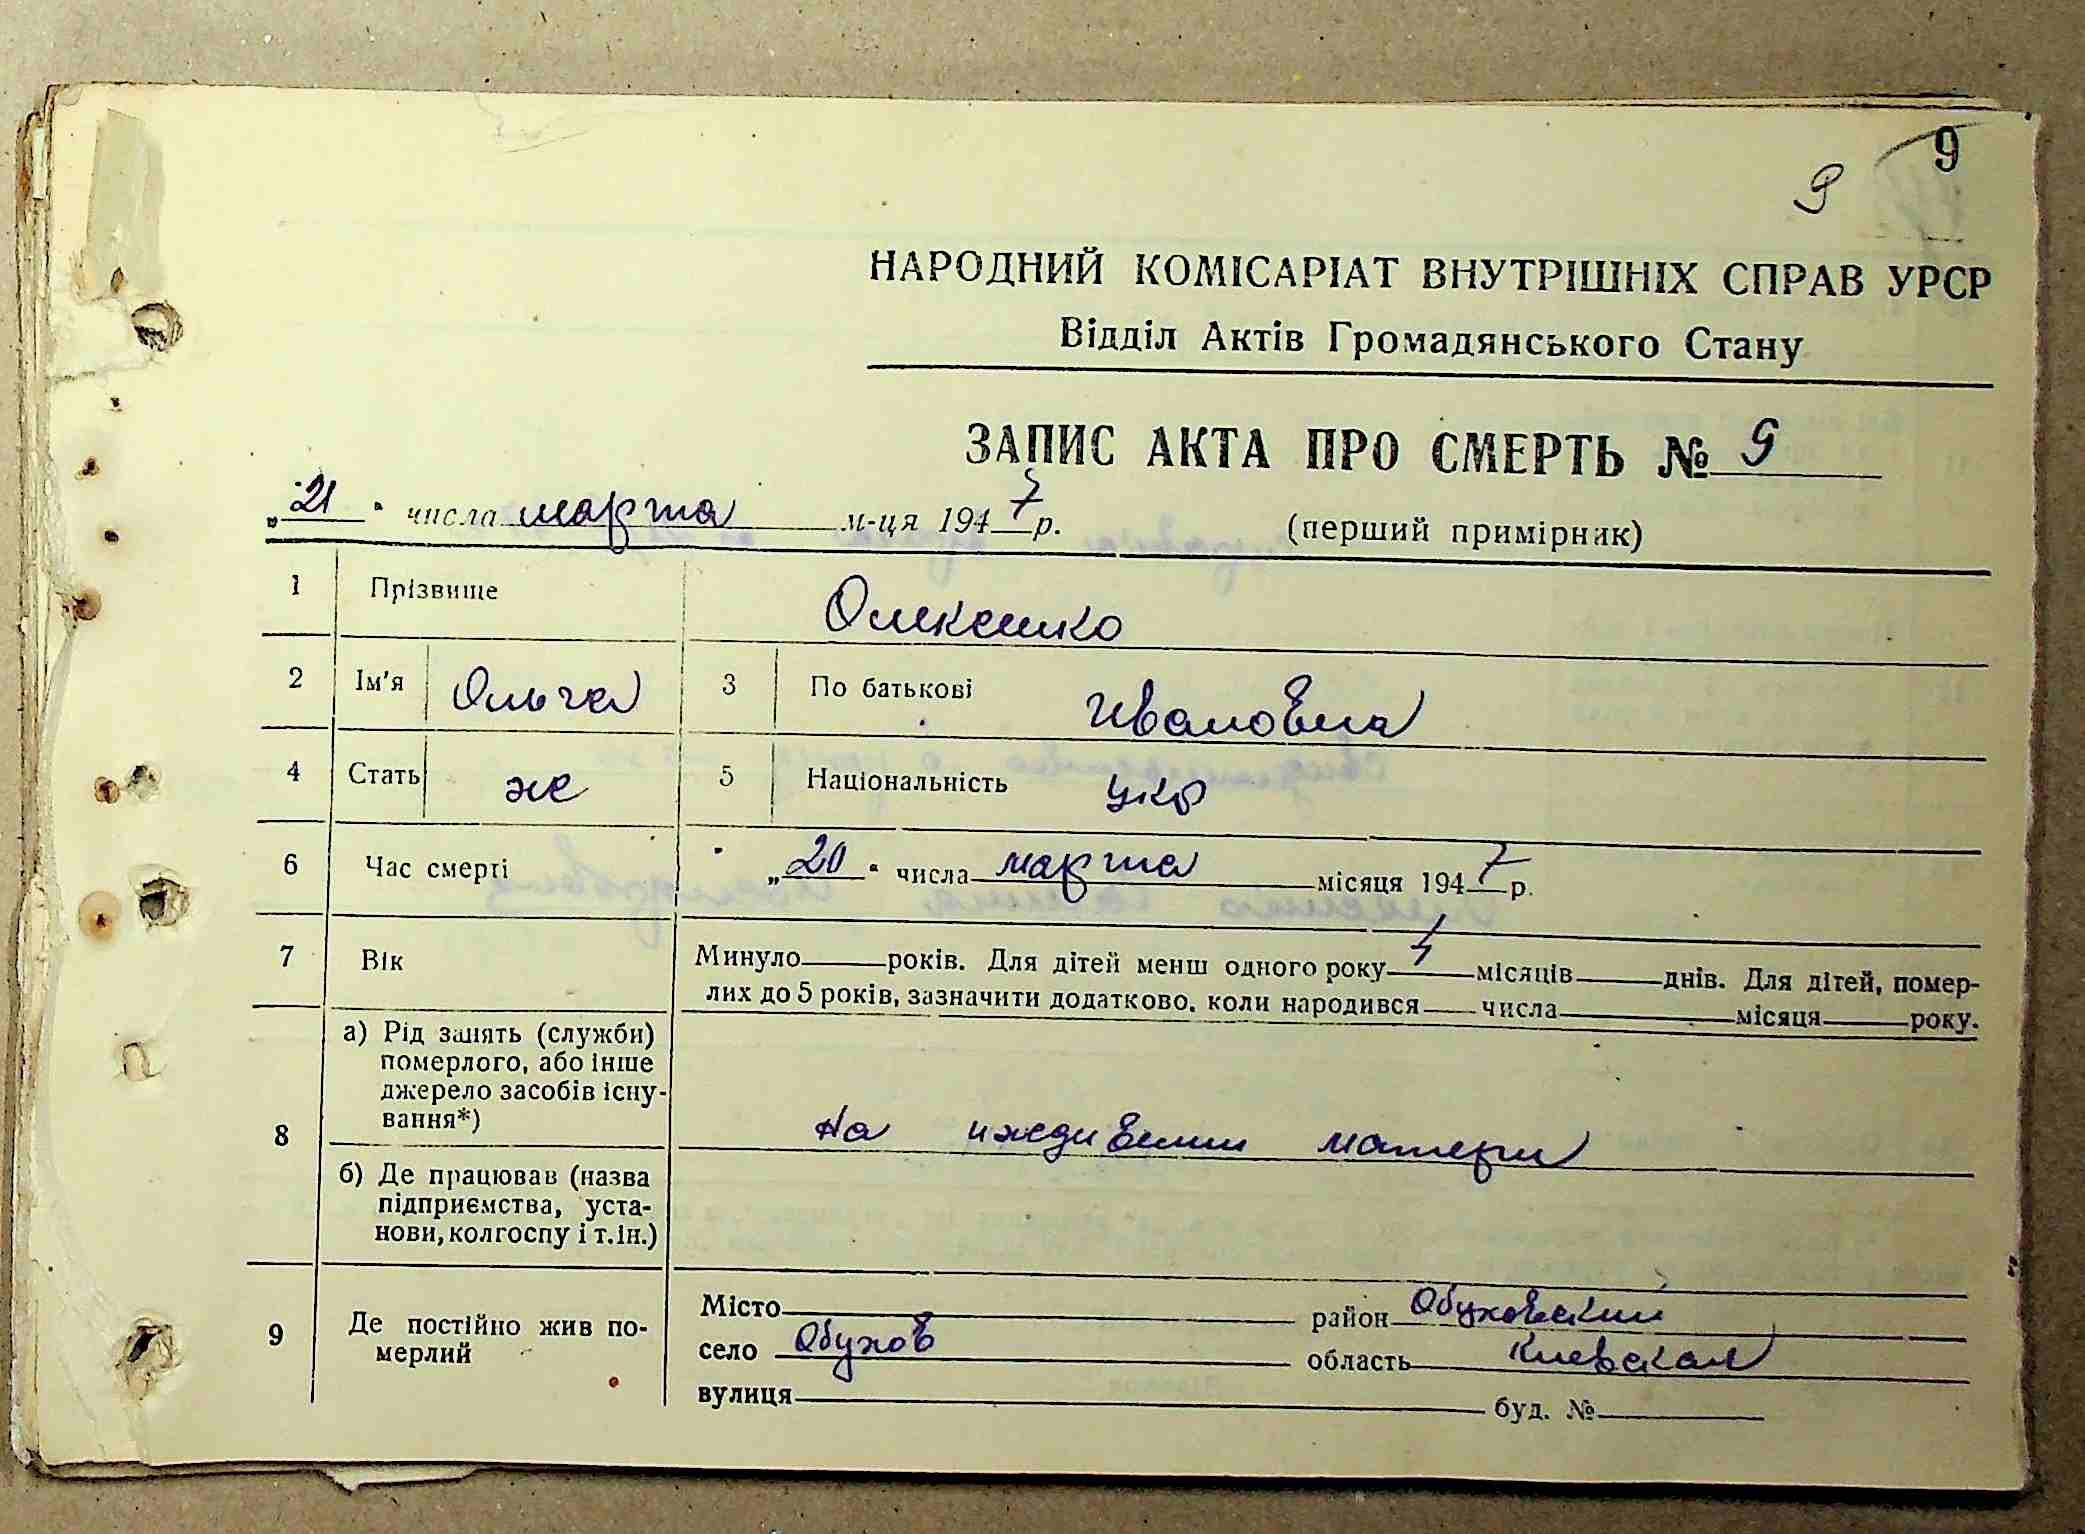 9
9
НАРОДНИЙ КОМІСАРІАТ ВНУТРІШНІХ СПРАВ УРСР
Відділ Актів Громадянського Стану
ЗАПИС АКТА ПРО СМЕРТЬ № 9
„21“ числа марта м-ця 1947 р. (перший примірник)
1 Прізвище Олексенко
2 Ім'я Ольга 3 По батькові Ивановна
4 Стать ж 5 Національність укр
6 Час смерті „20“ числа марта місяця 1947 р.
7 Вік Минуло років. Для дітей менш одного року місяців днів. Для дітей, помер-
лих до 5 років, зазначити додатково, коли народився числа місяця року.
8 а) Рід занять (служби)
померлого, або інше
джерело засобів існу-
вання*)
На иждивении матери
б) Де працював (назва
підприємства, уста-
нови, колгоспу і т.ін.)
9 Де постійно жив по-
мерлий
Місто район Обуховский
село Обухов область Киевская
вулиця буд. №